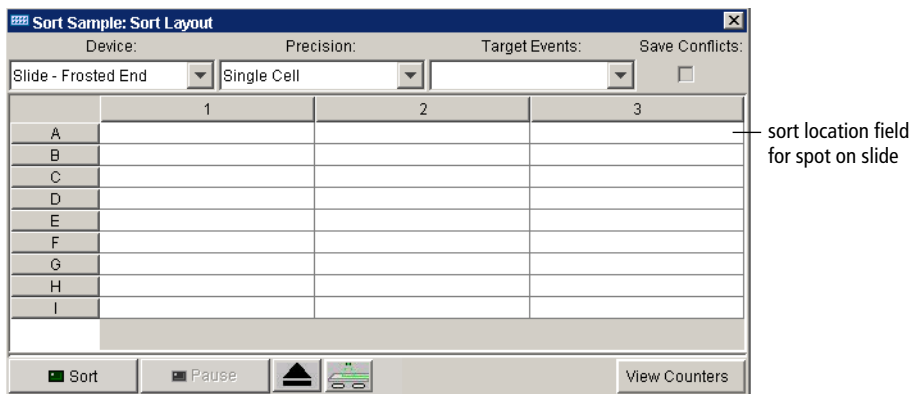 Sort Sample: Sort Layout
Device: Precision: Target Events: Save Conflicts:
Slide - Frosted End Single Cell
1 2 3
A
B
C
D
E
F
G
H
I
sort location field
for spot on slide
Sort Pause View Counters